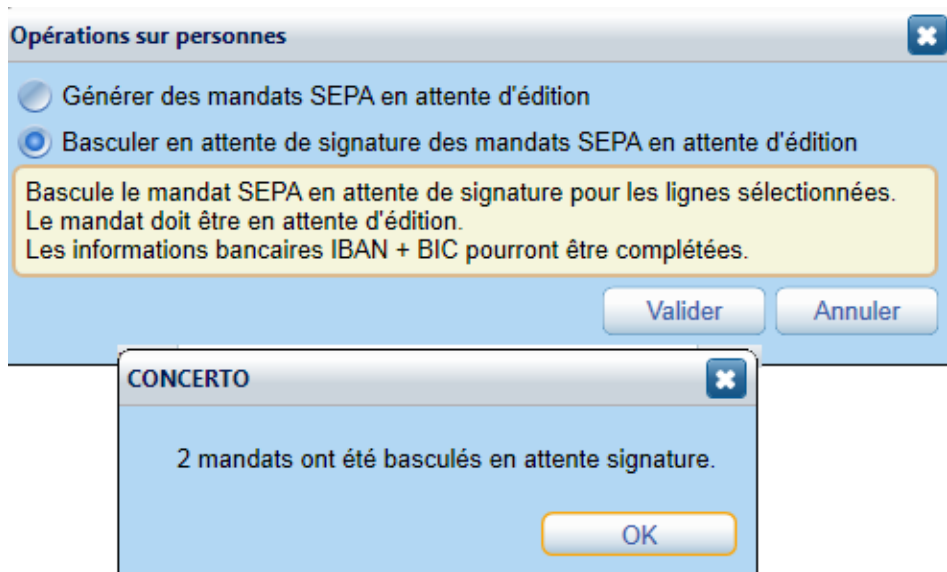 Opérations sur personnes
Générer des mandats SEPA en attente d'édition
Basculer en attente de signature des mandats SEPA en attente d'édition
Bascule le mandat SEPA en attente de signature pour les lignes sélectionnées.
Le mandat doit être en attente d'édition.
Les informations bancaires IBAN + BIC pourront être complétées.
Valider Annuler
CONCERTO
2 mandats ont été basculés en attente signature.
OK